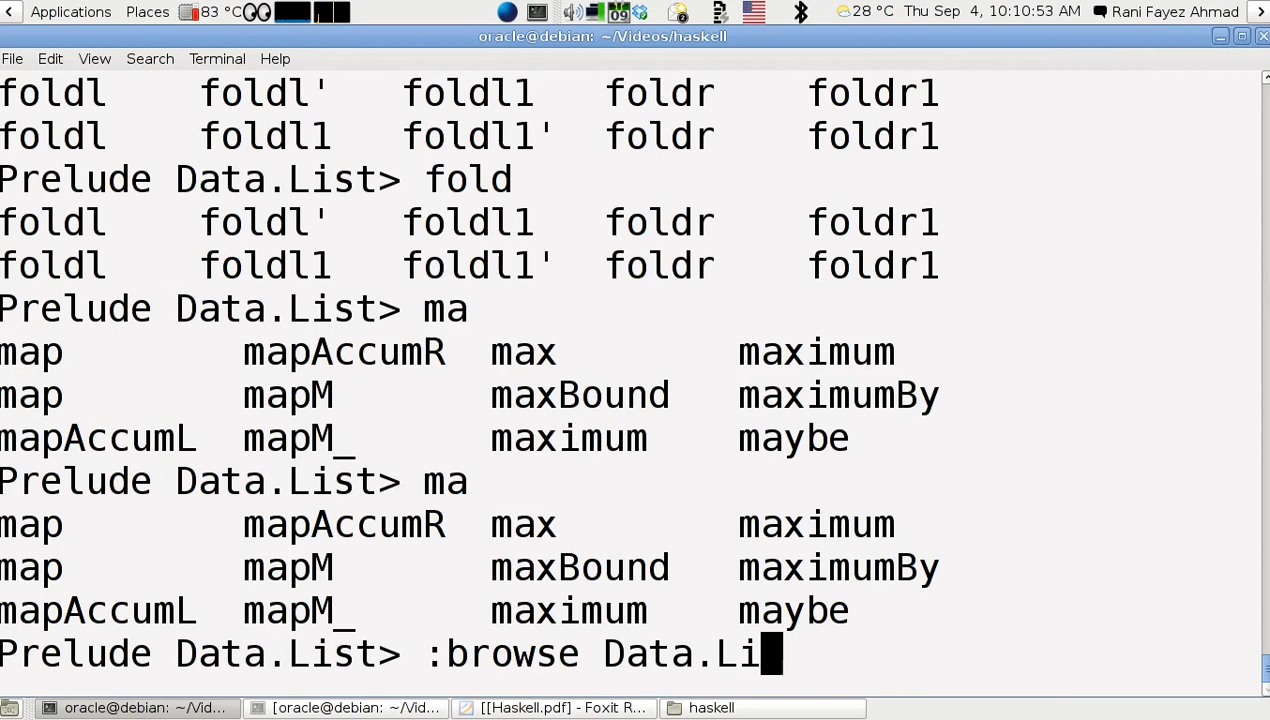 Applications Places 83 °C 09 28 °C Thu Sep 4, 10:10:53 AM Rani Fayez Ahmad
oracle@debian: ~/Videos/haskell
File Edit View Search Terminal Help
foldl foldl' foldl1 foldr foldr1
foldl foldl1 foldl1' foldr foldr1
Prelude Data.List> fold
foldl foldl' foldl1 foldr foldr1
foldl foldl1 foldl1' foldr foldr1
Prelude Data.List> ma
map mapAccumR max maximum
map mapM maxBound maximumBy
mapAccumL mapM_ maximum maybe
Prelude Data.List> ma
map mapAccumR max maximum
map mapM maxBound maximumBy
mapAccumL mapM_ maximum maybe
Prelude Data.List> :browse Data.Li
oracle@debian: ~/Vid... [oracle@debian: ~/Vid... [[Haskell.pdf] - Foxit R... haskell